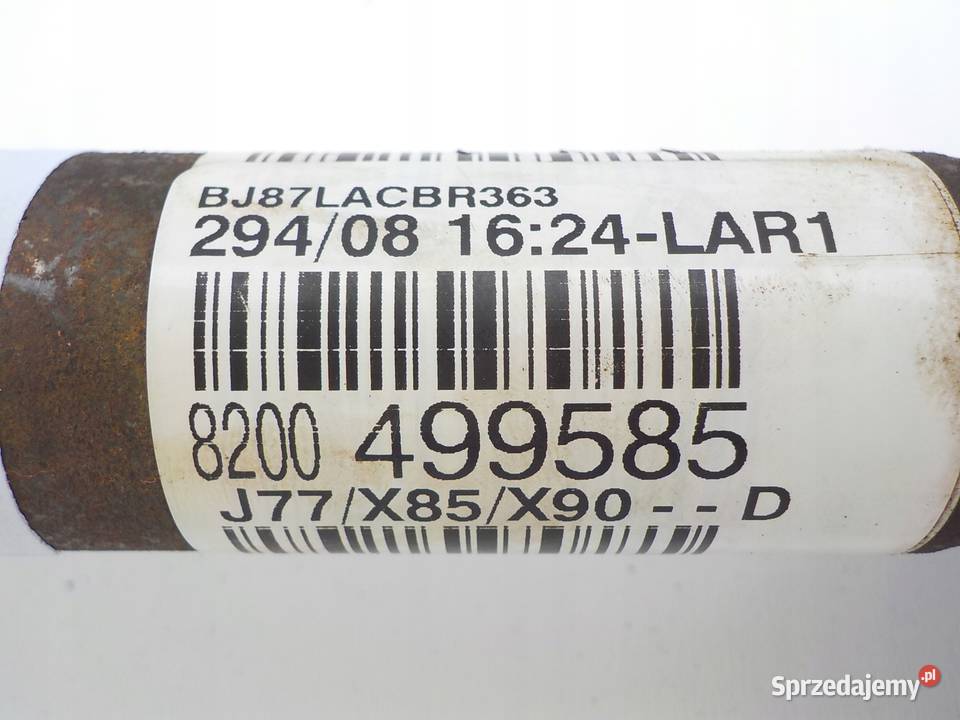 BJ87LACBR363
294/08 16:24-LAR1
8200 499585
J77/X85/X90 - - D
Sprzedajemy.pl